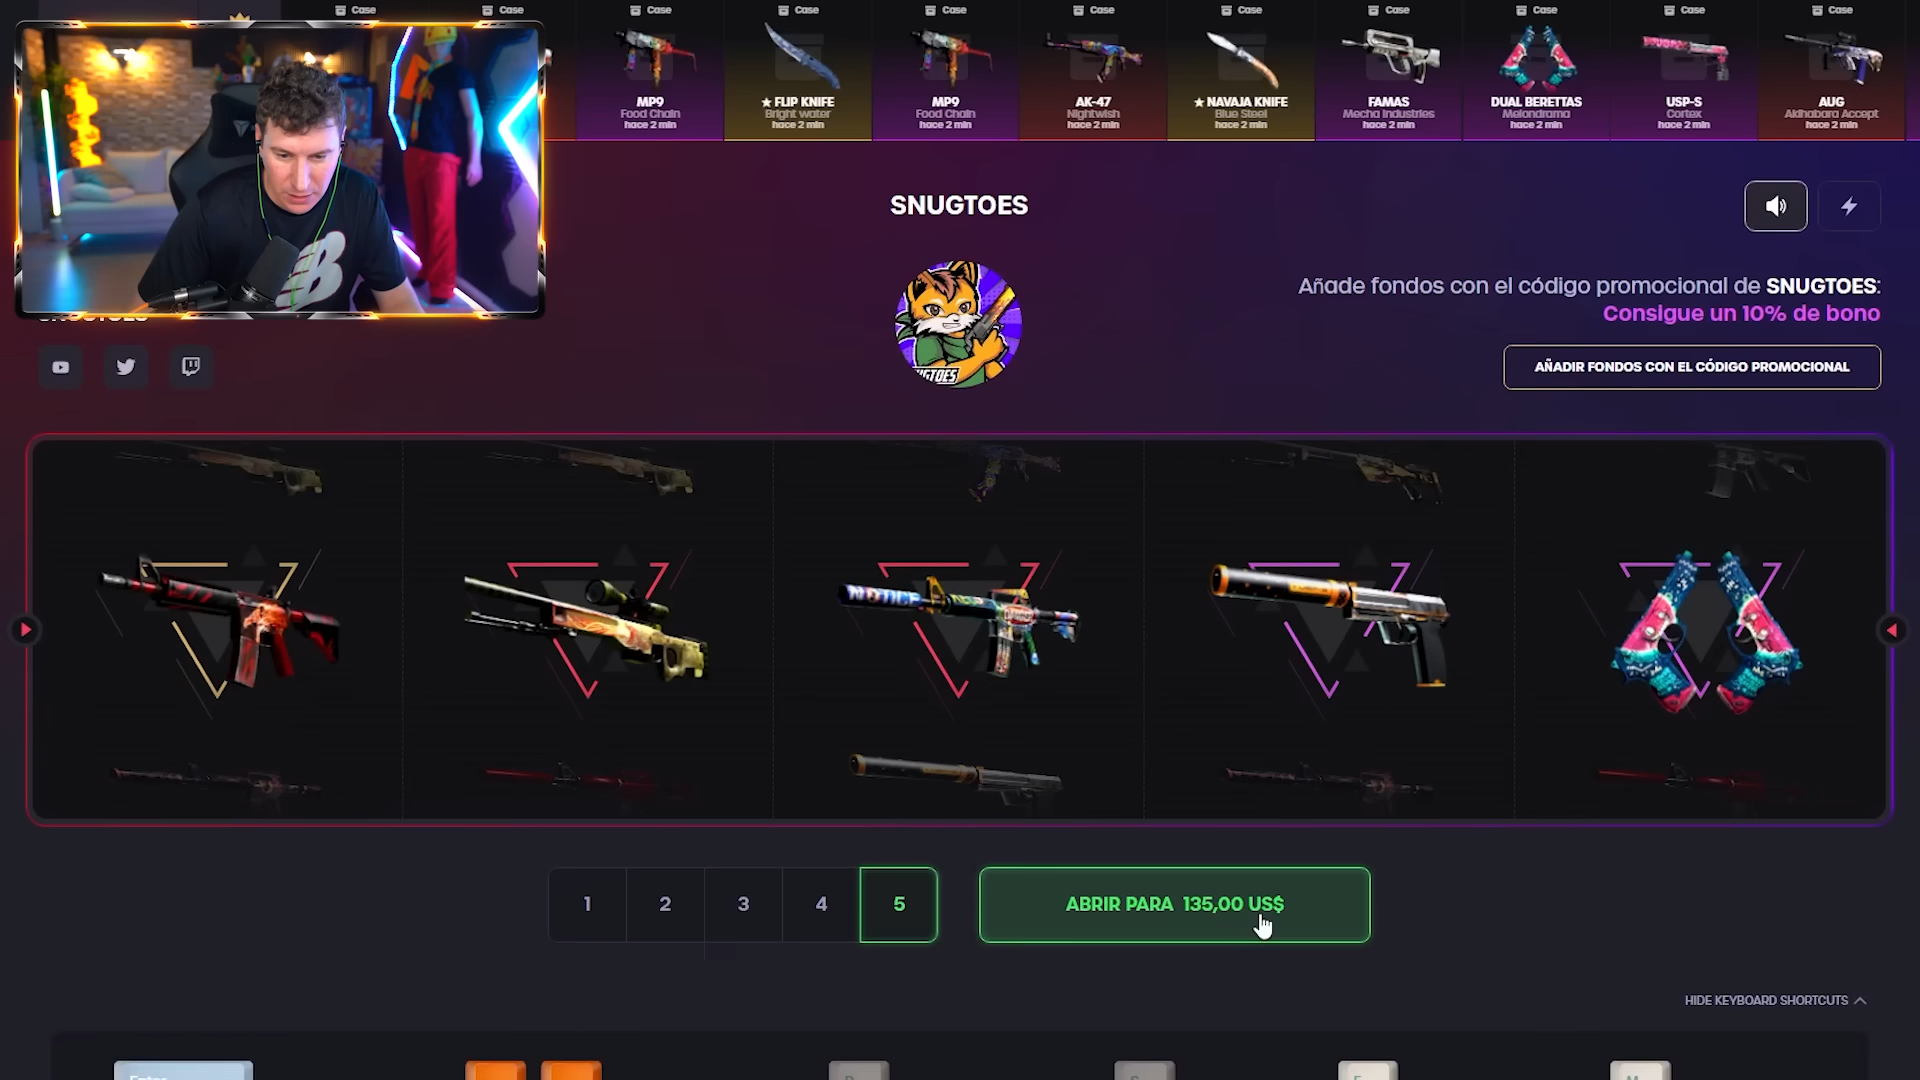 Case
Case
Case
Case
Case
Case
Case
Case
Case
Case
Case
MP9
Food Chain
hace 2 min
★ FLIP KNIFE
Bright water
hace 2 min
MP9
Food Chain
hace 2 min
AK-47
Nightwish
hace 2 min
★ NAVAJA KNIFE
Blue Steel
hace 2 min
FAMAS
Mecha Industries
hace 2 min
DUAL BERETTAS
Melondrama
hace 2 min
USP-S
Cortex
hace 2 min
AUG
Akihabara Accept
hace 2 min
SNUGTOES
Añade fondos con el código promocional de SNUGTOES:
Consigue un 10% de bono
AÑADIR FONDOS CON EL CÓDIGO PROMOCIONAL
NOTICE
1
2
3
4
5
ABRIR PARA 135,00 US$
HIDE KEYBOARD SHORTCUTS